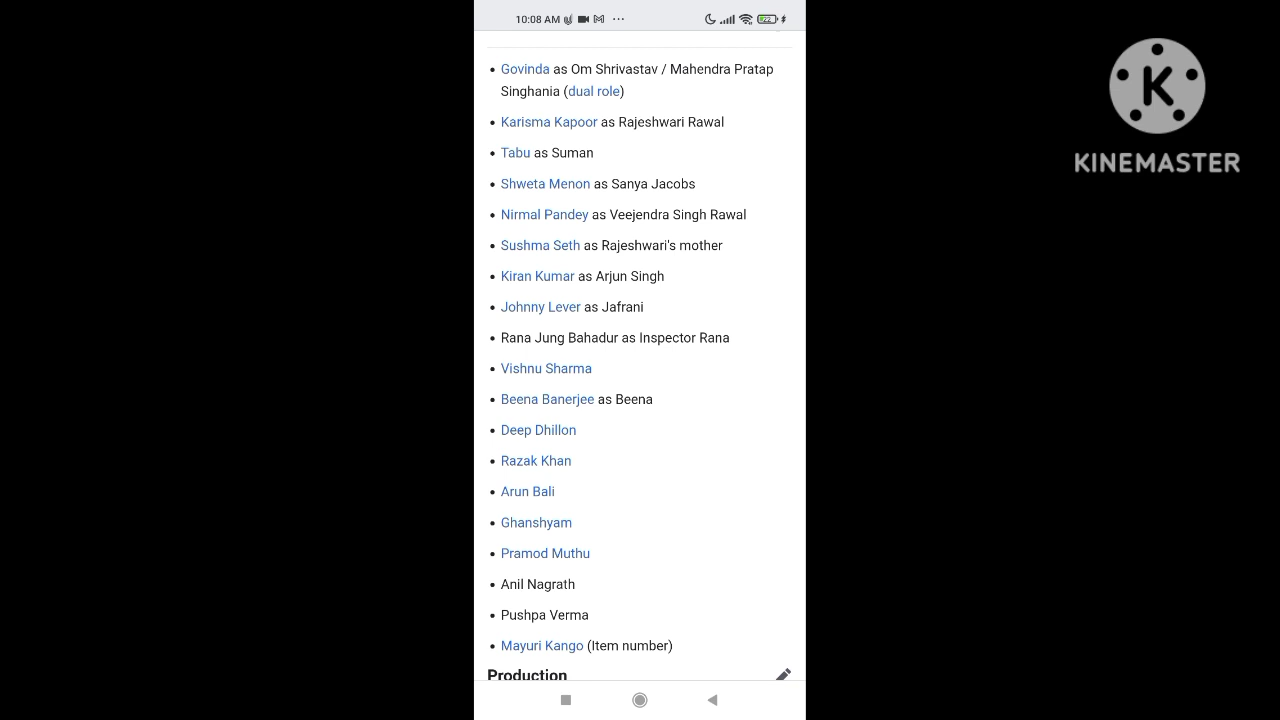 10:08 AM
22
Govinda as Om Shrivastav / Mahendra Pratap
Singhania (dual role)
Karisma Kapoor as Rajeshwari Rawal
Tabu as Suman
Shweta Menon as Sanya Jacobs
Nirmal Pandey as Veejendra Singh Rawal
Sushma Seth as Rajeshwari's mother
Kiran Kumar as Arjun Singh
Johnny Lever as Jafrani
Rana Jung Bahadur as Inspector Rana
Vishnu Sharma
Beena Banerjee as Beena
Deep Dhillon
Razak Khan
Arun Bali
Ghanshyam
Pramod Muthu
Anil Nagrath
Pushpa Verma
Mayuri Kango (Item number)
Production
K
KINEMASTER